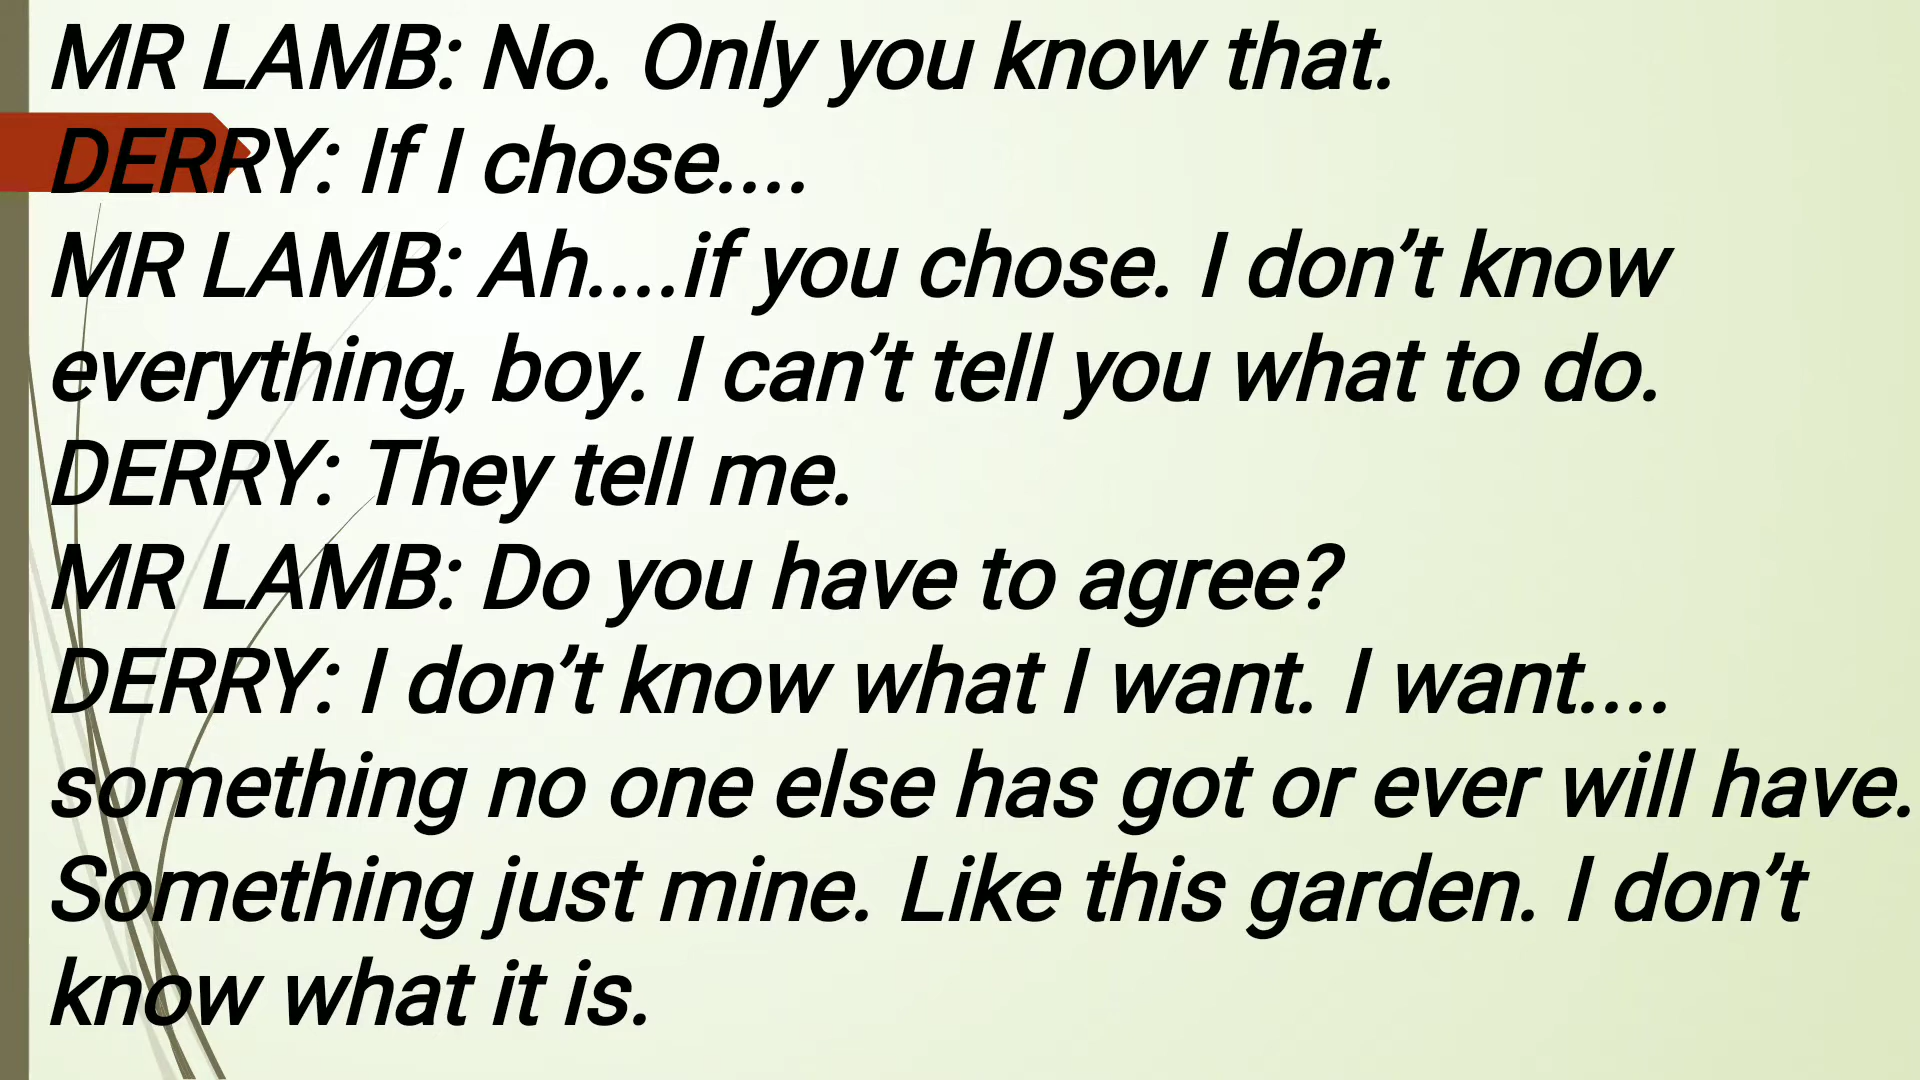 MR LAMB: No. Only you know that.
DERRY: If I chose....
MR LAMB: Ah....if you chose. I don’t know
everything, boy. I can’t tell you what to do.
DERRY: They tell me.
MR LAMB: Do you have to agree?
DERRY: I don’t know what I want. I want....
something no one else has got or ever will have.
Something just mine. Like this garden. I don’t
know what it is.